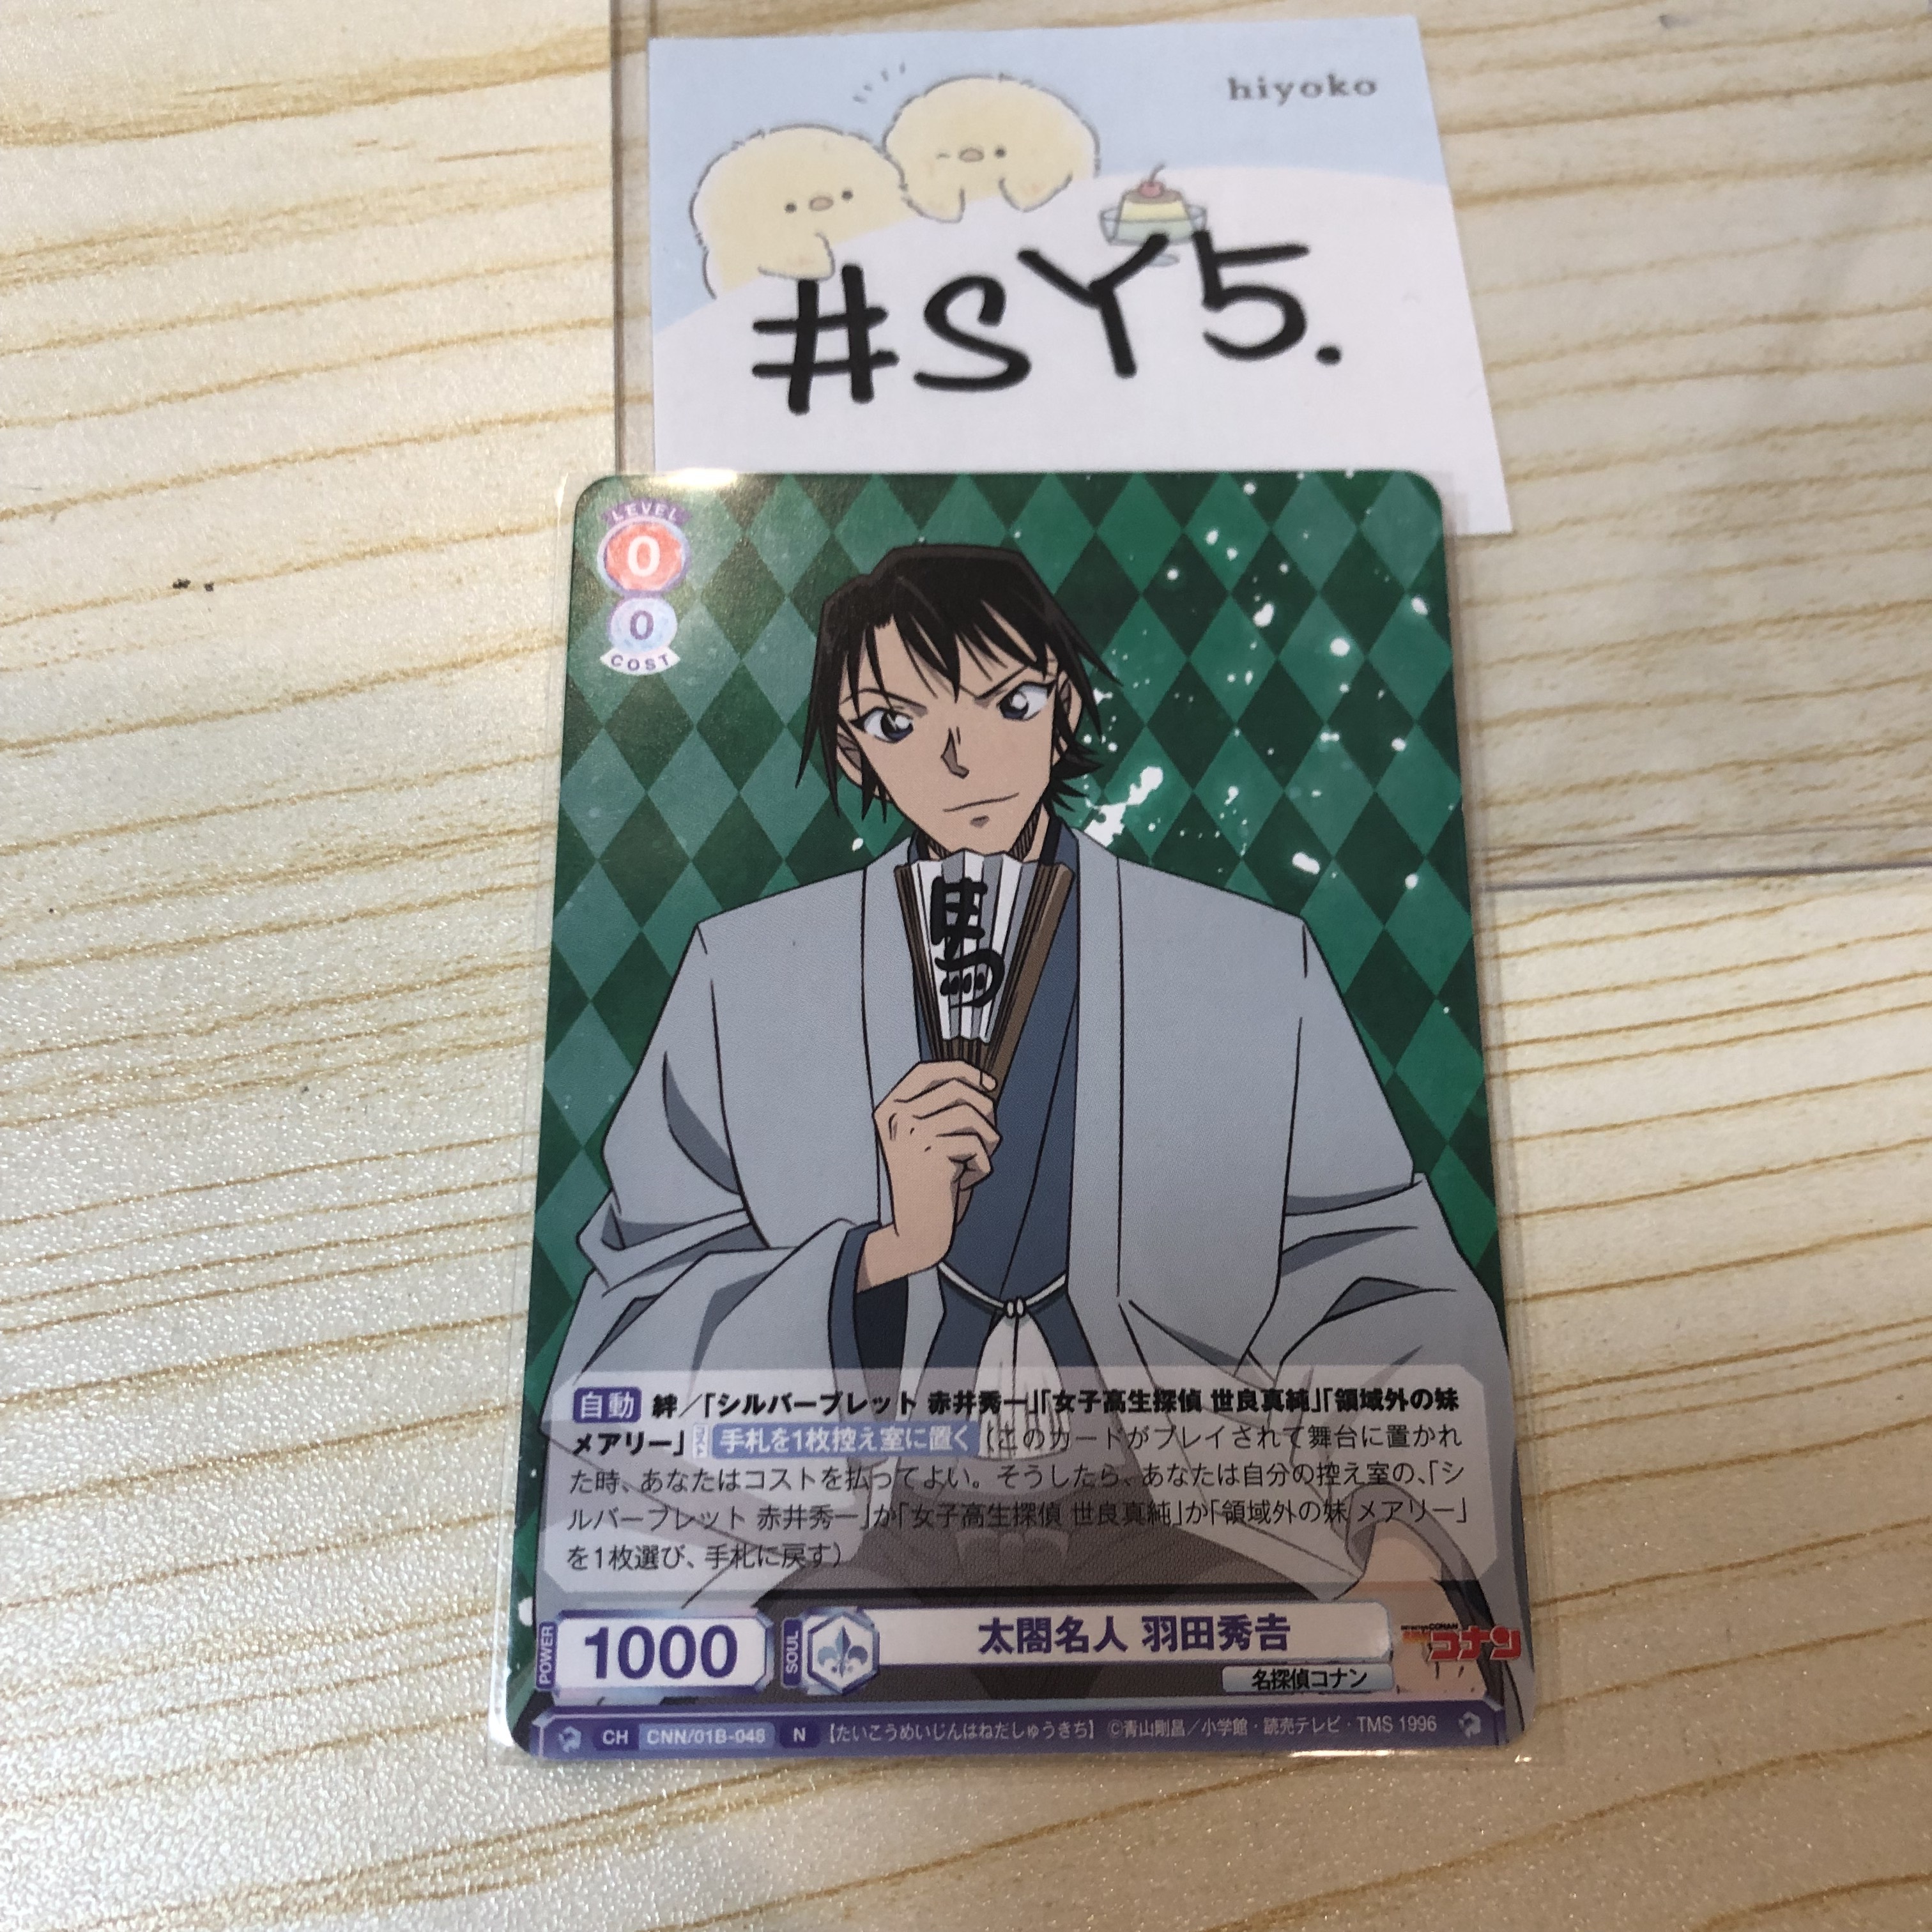 hiyoko
#SY5.
LEVEL
0
0
COST
馬
自動 絆／「シルバーブレット 赤井秀一」「女子高生探偵 世良真純」「領域外の妹
メアリー」 手札を1枚控え室に置く（このカードがプレイされて舞台に置かれ
た時、あなたはコストを払ってよい。そうしたら、あなたは自分の控え室の、「シ
ルバーブレット 赤井秀一」か「女子高生探偵 世良真純」か「領域外の妹 メアリー」
を1枚選び、手札に戻す）
POWER 1000 SOUL 太閤名人 羽田秀𠮷
コナン
名探偵コナン
CH CNN/01B-048 N 【たいこうめいじんはねだしゅうきち】 ©青山剛昌／小学館・読売テレビ・TMS 1996